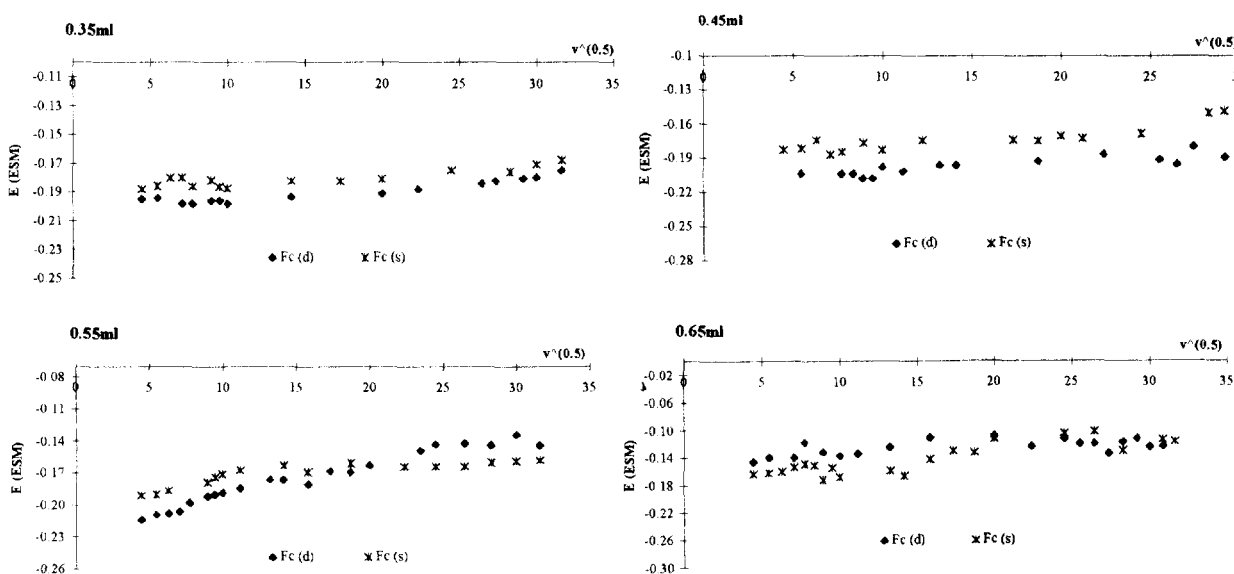 0.35ml
v^(0.5)
-0.11
0 5 10 15 20 25 30 35
-0.13
-0.15
-0.17
-0.19
-0.21
-0.23
-0.25
E (ESM)
Fc (d) Fc (s)
0.45ml
v^(0.5)
-0.1
0 5 10 15 20 25
-0.13
-0.16
-0.19
-0.22
-0.25
-0.28
E (ESM)
Fc (d) Fc (s)
0.55ml
v^(0.5)
-0.08
0 5 10 15 20 25 30 35
-0.11
-0.14
-0.17
-0.20
-0.23
-0.26
E (ESM)
Fc (d) Fc (s)
0.65ml
v^(0.5)
-0.02
0 5 10 15 20 25 30 35
-0.06
-0.10
-0.14
-0.18
-0.22
-0.26
-0.30
E (ESM)
Fc (d) Fc (s)